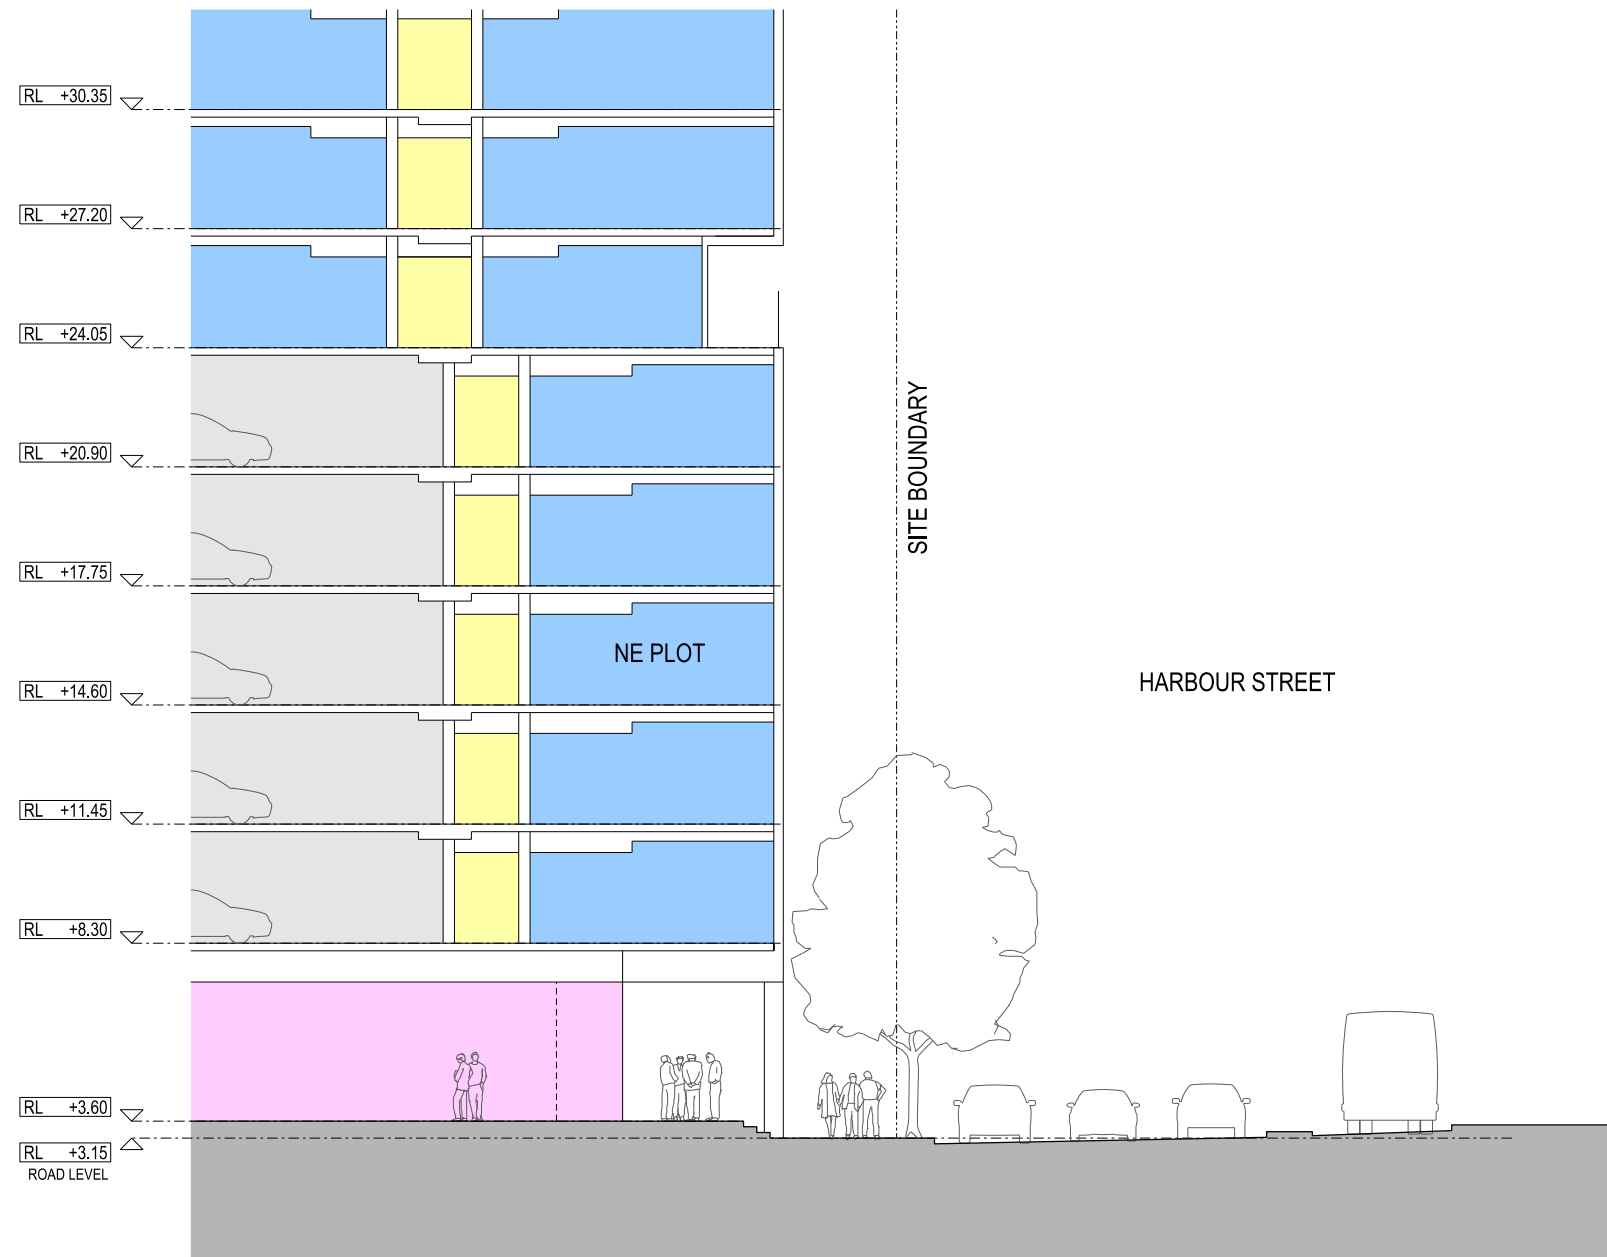 RL +30.35
RL +27.20
RL +24.05
SITE BOUNDARY
RL +20.90
RL +17.75
NE PLOT
HARBOUR STREET
RL +14.60
RL +11.45
RL +8.30
RL +3.60
RL +3.15
ROAD LEVEL